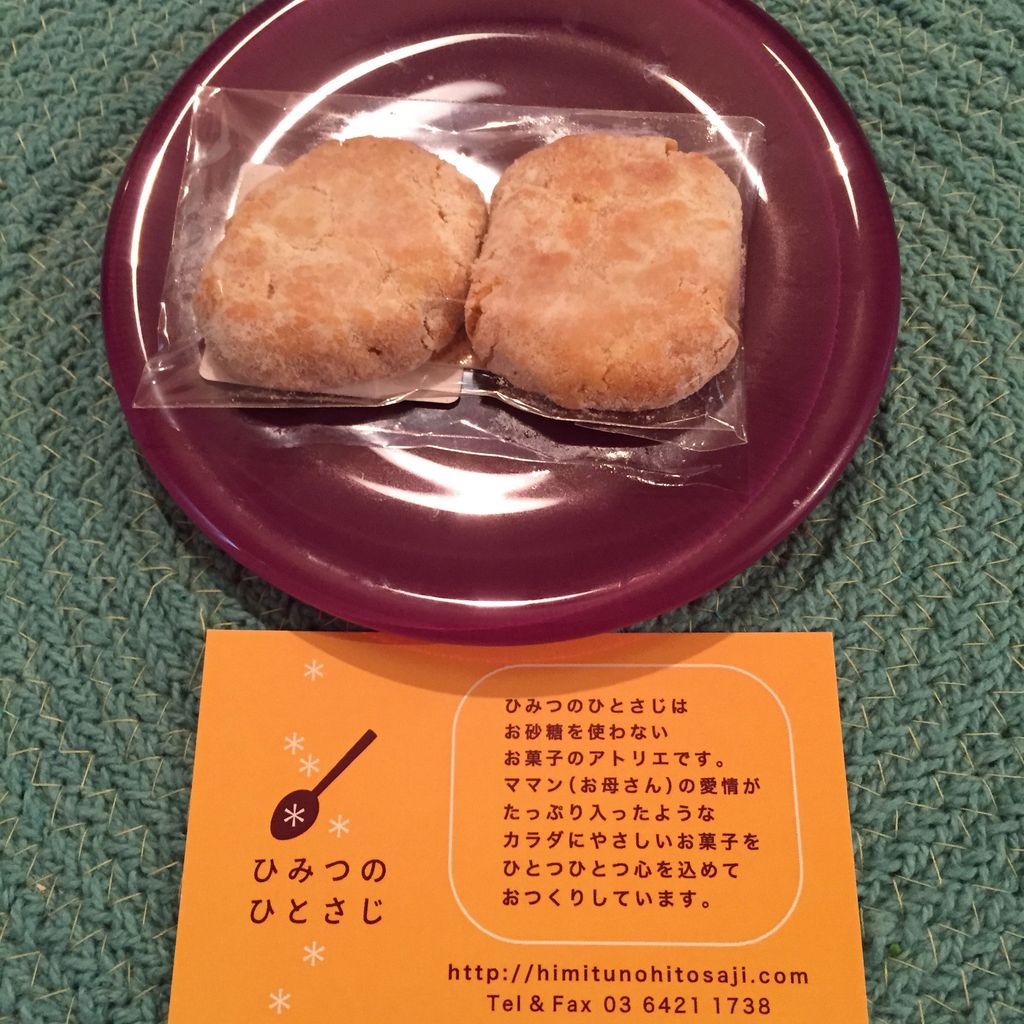 ひみつの
ひとさじ
ひみつのひとさじは
お砂糖を使わない
お菓子のアトリエです。
ママン(お母さん)の愛情が
たっぷり入ったような
カラダにやさしいお菓子を
ひとつひとつ心を込めて
おつくりしています。
http://himitunohitosaji.com
Tel & Fax 03 6421 1738